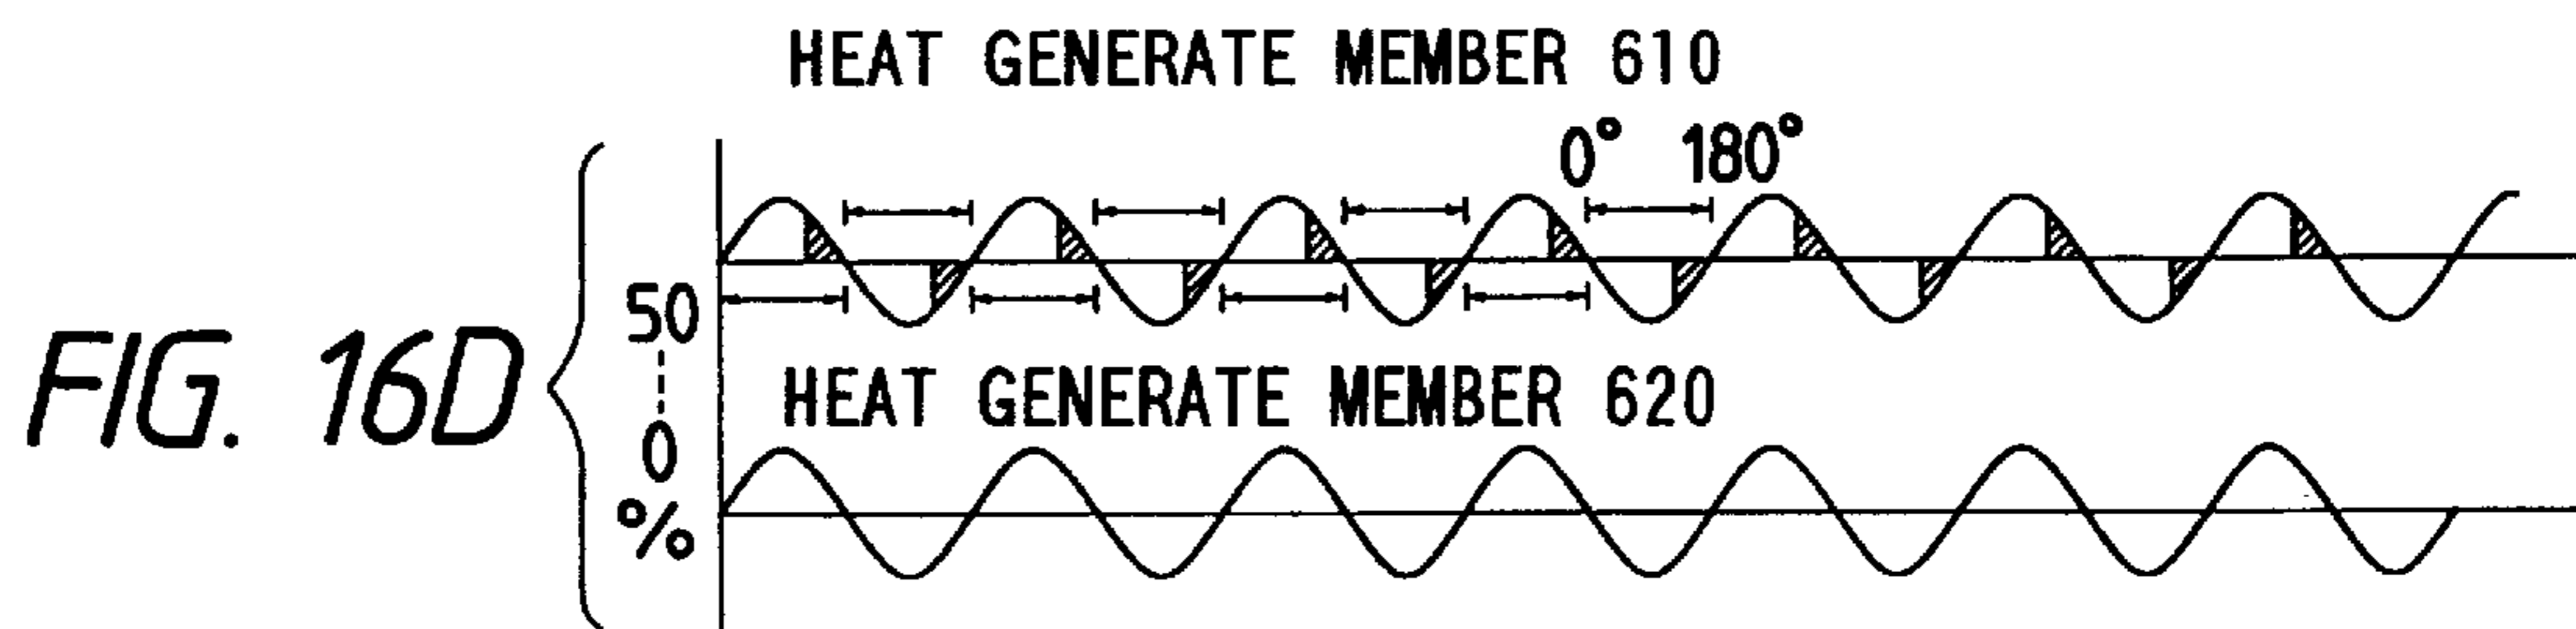 HEAT GENERATE MEMBER 610
0° 180°
50
HEAT GENERATE MEMBER 620
FIG. 16D
0
%